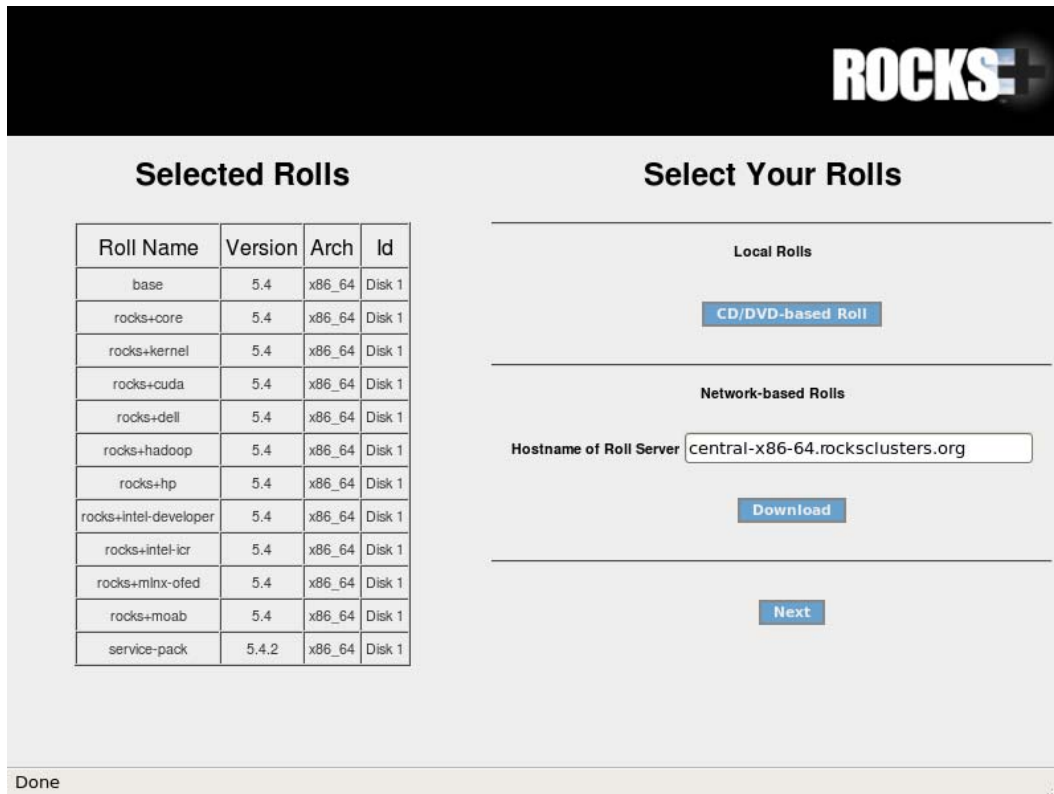 ROCKS+
Selected Rolls
Roll Name Version Arch Id
base 5.4 x86_64 Disk 1
rocks+core 5.4 x86_64 Disk 1
rocks+kernel 5.4 x86_64 Disk 1
rocks+cuda 5.4 x86_64 Disk 1
rocks+dell 5.4 x86_64 Disk 1
rocks+hadoop 5.4 x86_64 Disk 1
rocks+hp 5.4 x86_64 Disk 1
rocks+intel-developer 5.4 x86_64 Disk 1
rocks+intel-icr 5.4 x86_64 Disk 1
rocks+mlnx-ofed 5.4 x86_64 Disk 1
rocks+moab 5.4 x86_64 Disk 1
service-pack 5.4.2 x86_64 Disk 1
Select Your Rolls
Local Rolls
CD/DVD-based Roll
Network-based Rolls
Hostname of Roll Server central-x86-64.rocksclusters.org
Download
Next
Done